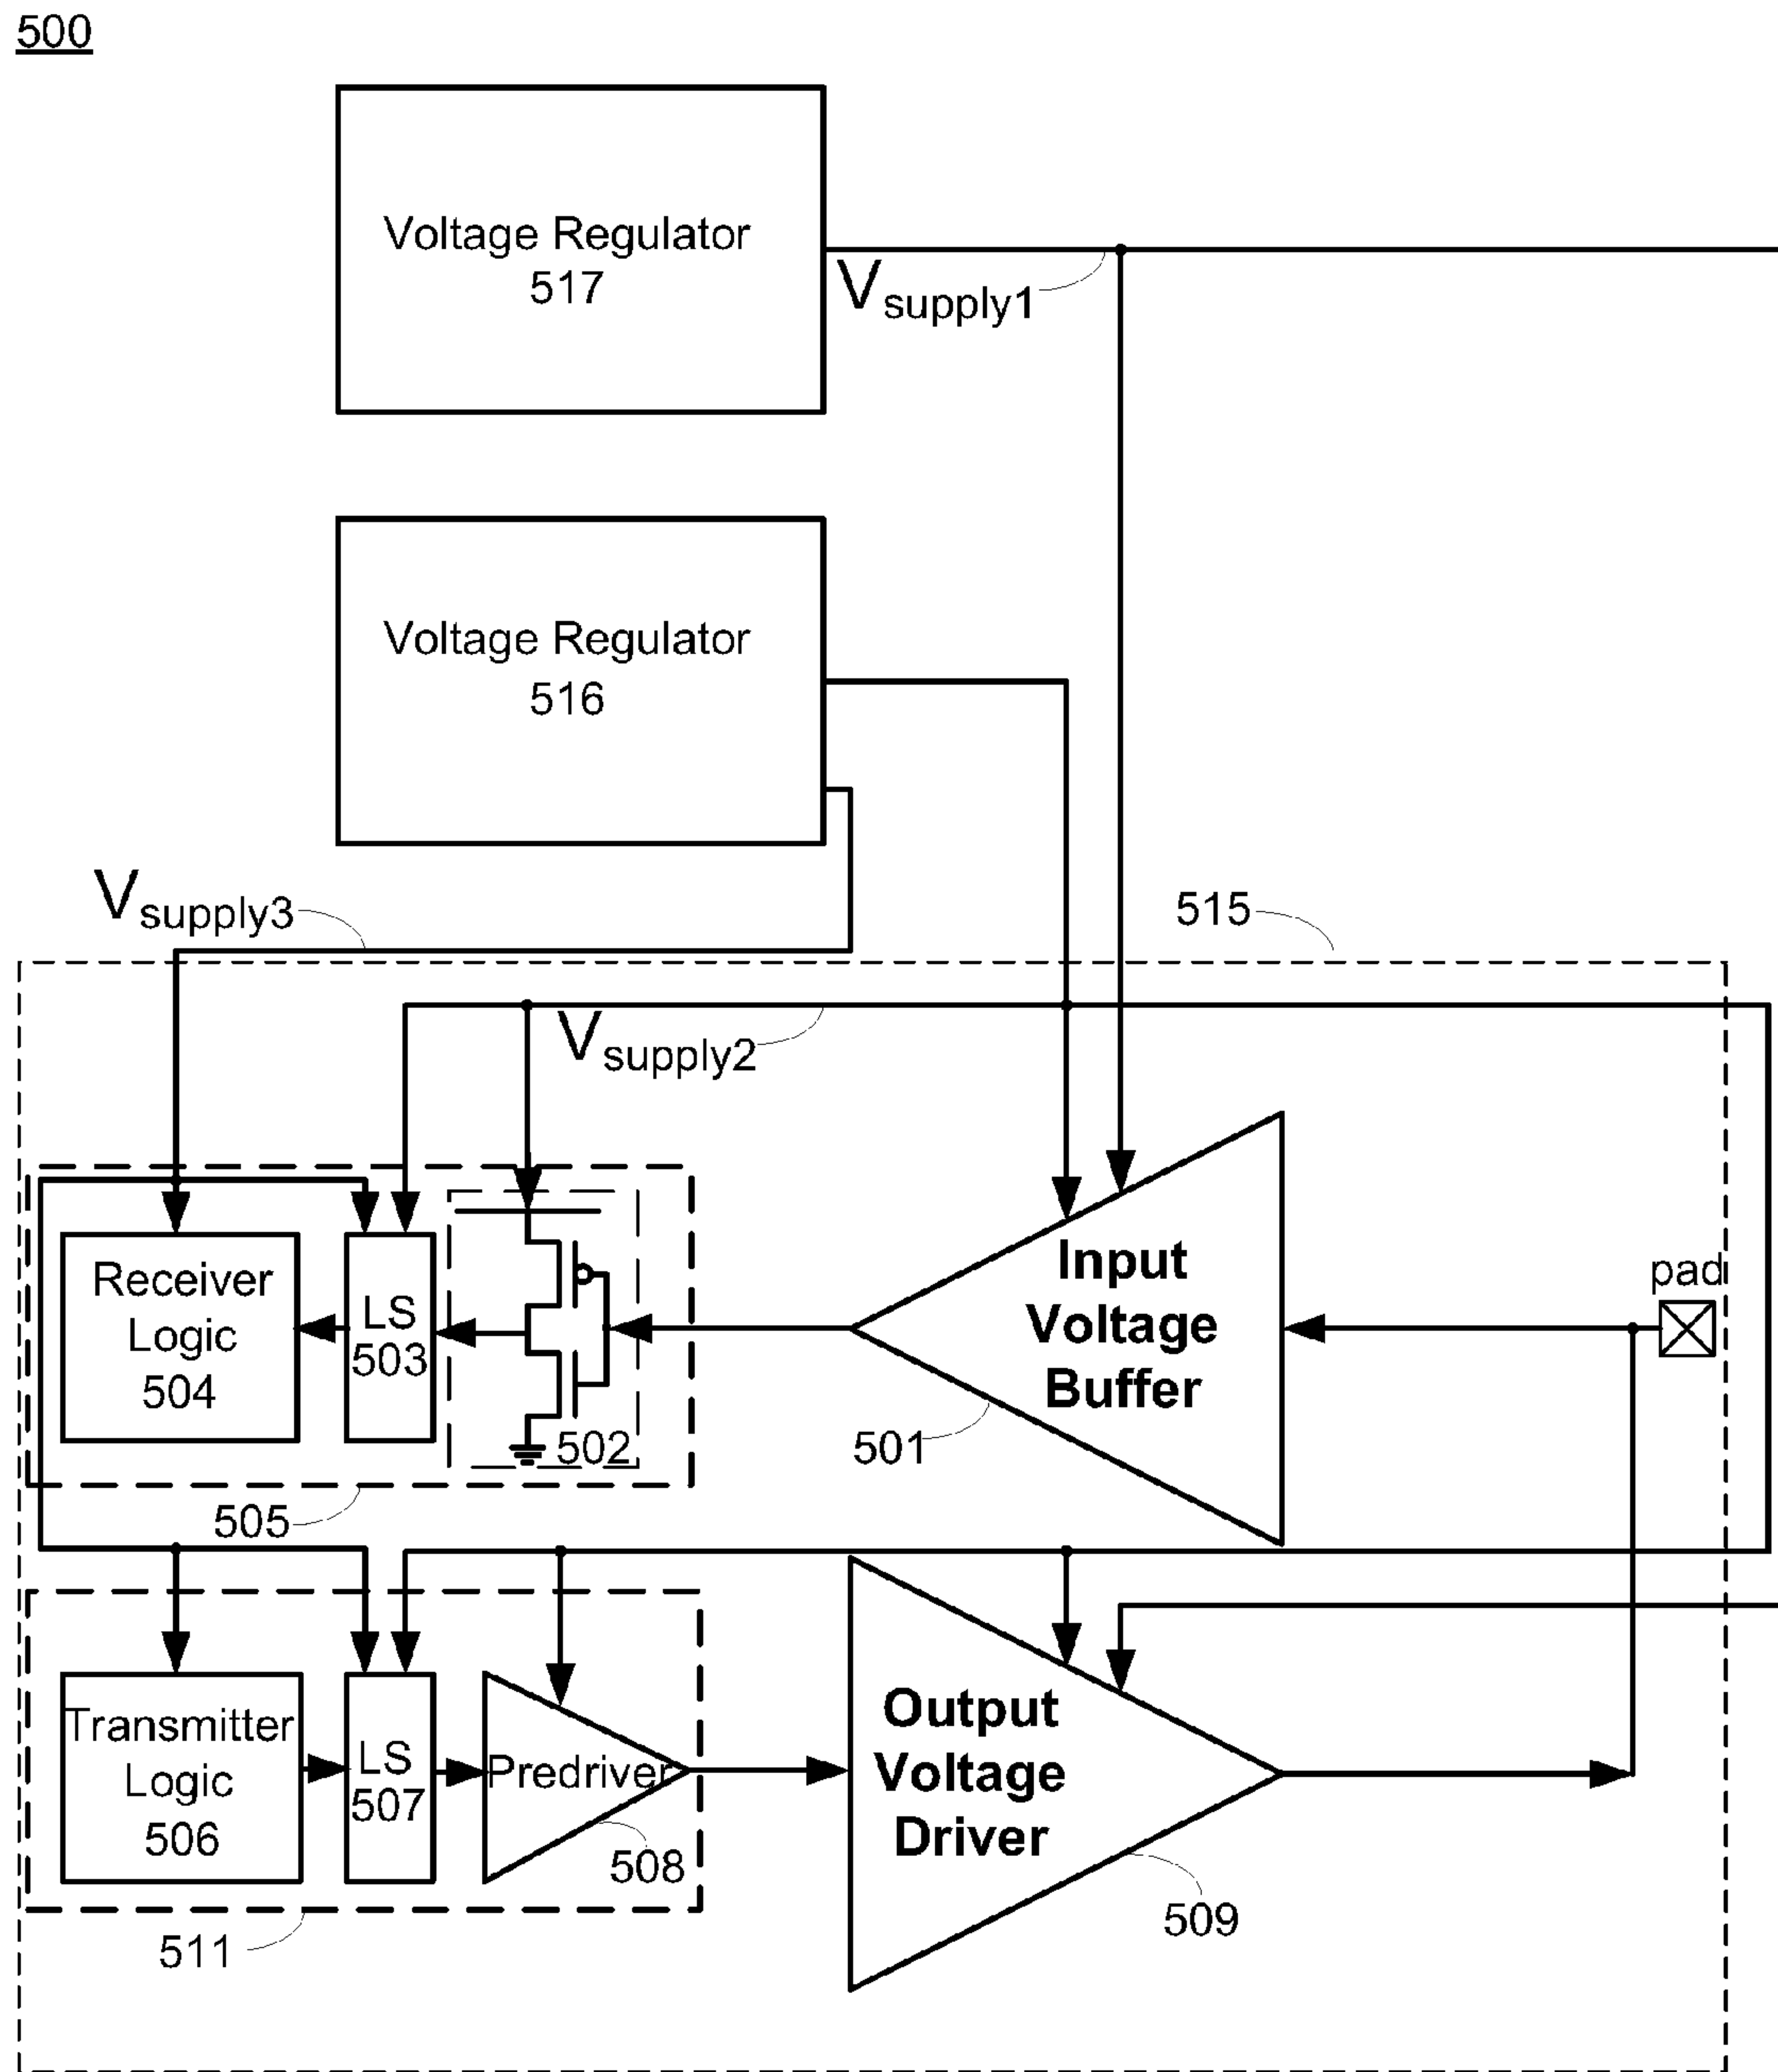 500
Voltage Regulator
517
Vsupply1
Voltage Regulator
516
Vsupply3
515
Vsupply2
Receiver
Logic
504
LS
503
502
Input
Voltage
Buffer
501
pad
505
Transmitter
Logic
506
LS
507
Predriver
508
Output
Voltage
Driver
509
511